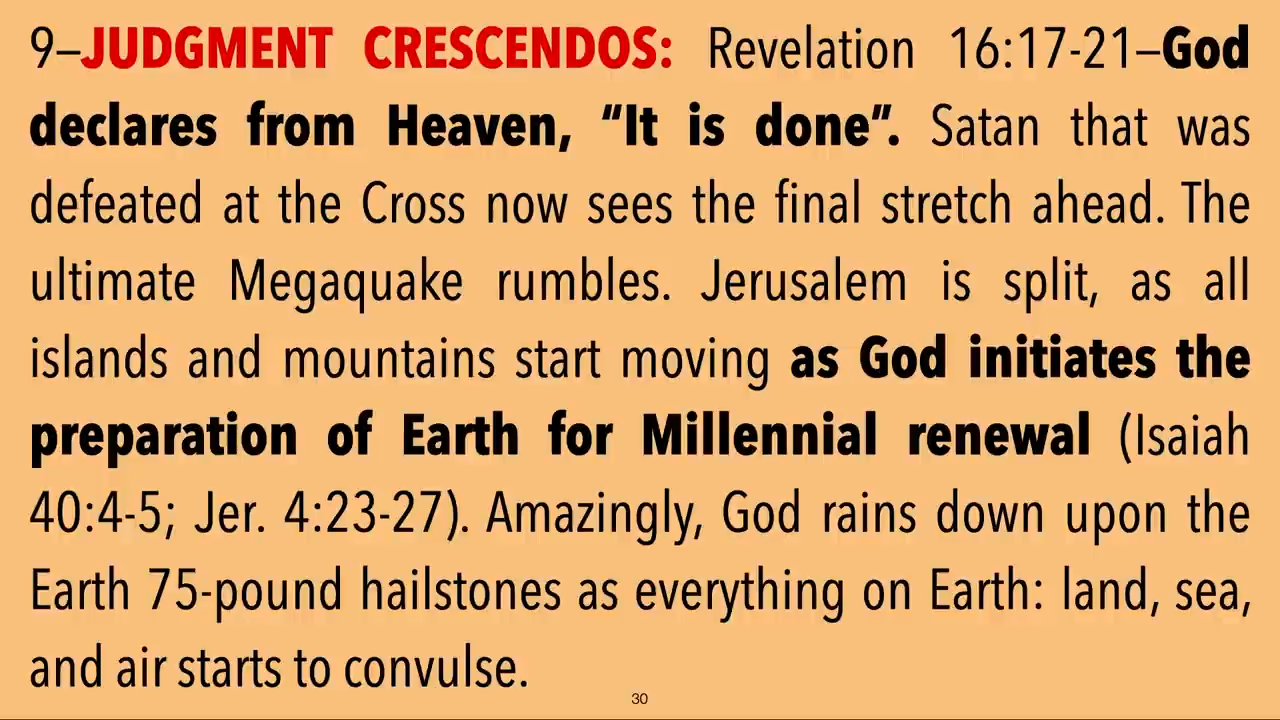 9–JUDGMENT CRESCENDOS: Revelation 16:17-21–God
declares from Heaven, “It is done”. Satan that was
defeated at the Cross now sees the final stretch ahead. The
ultimate Megaquake rumbles. Jerusalem is split, as all
islands and mountains start moving as God initiates the
preparation of Earth for Millennial renewal (Isaiah
40:4-5; Jer. 4:23-27). Amazingly, God rains down upon the
Earth 75-pound hailstones as everything on Earth: land, sea,
and air starts to convulse.
30